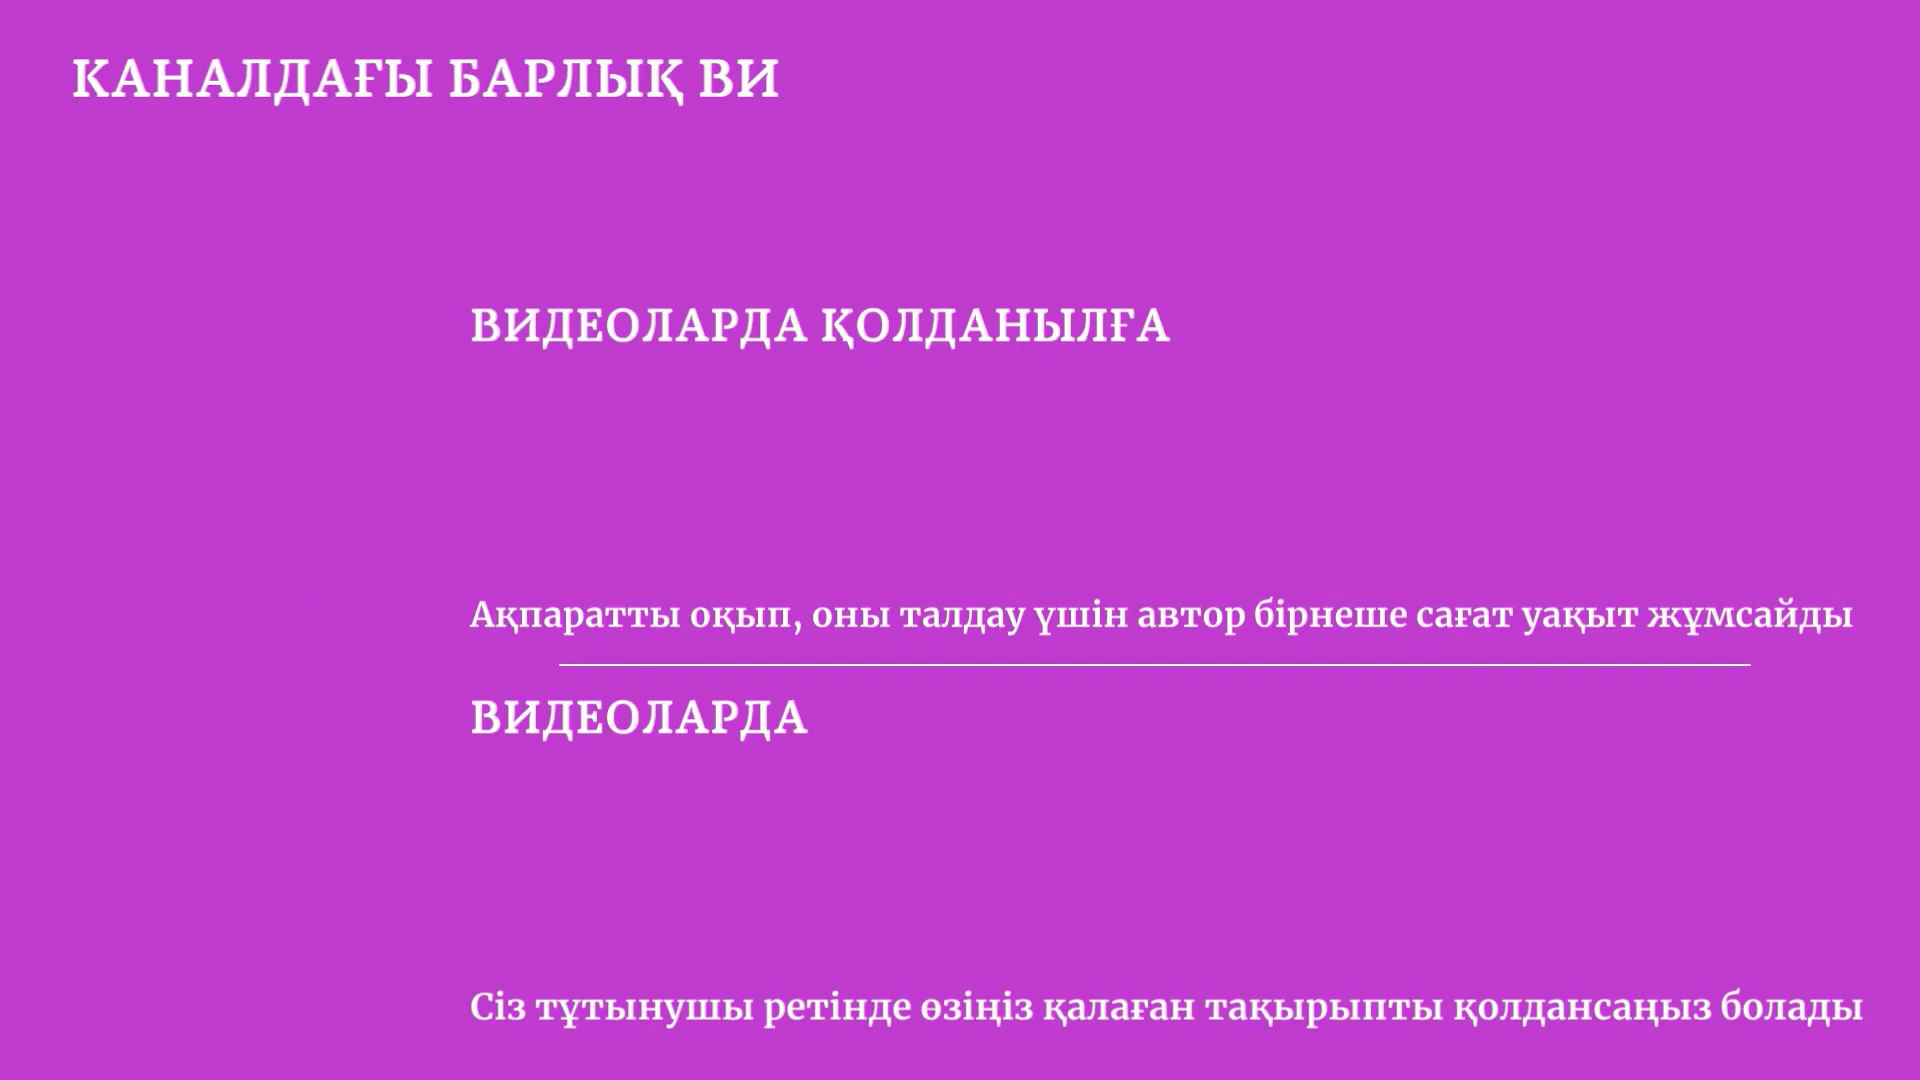 КАНАЛДАҒЫ БАРЛЫҚ ВИ
ВИДЕОЛАРДА ҚОЛДАНЫЛҒА
Ақпаратты оқып, оны талдау үшін автор бірнеше сағат уақыт жұмсайды
ВИДЕОЛАРДА
Сіз тұтынушы ретінде өзіңіз қалаған тақырыпты қолдансаңыз болады